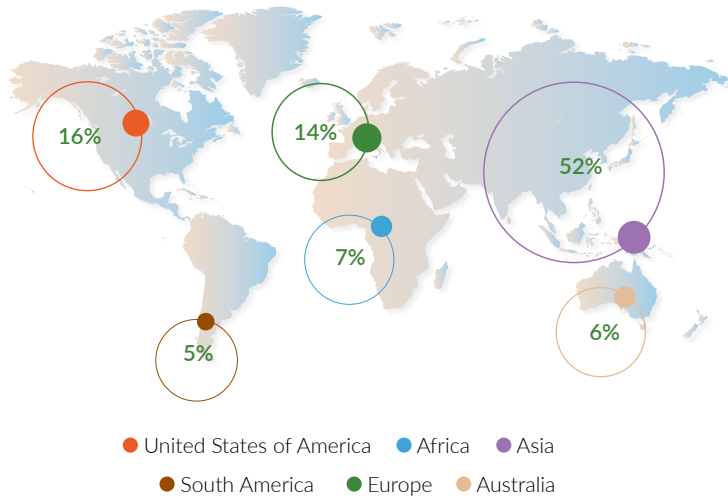 16%
14%
52%
7%
5%
6%
United States of America
Africa
Asia
South America
Europe
Australia